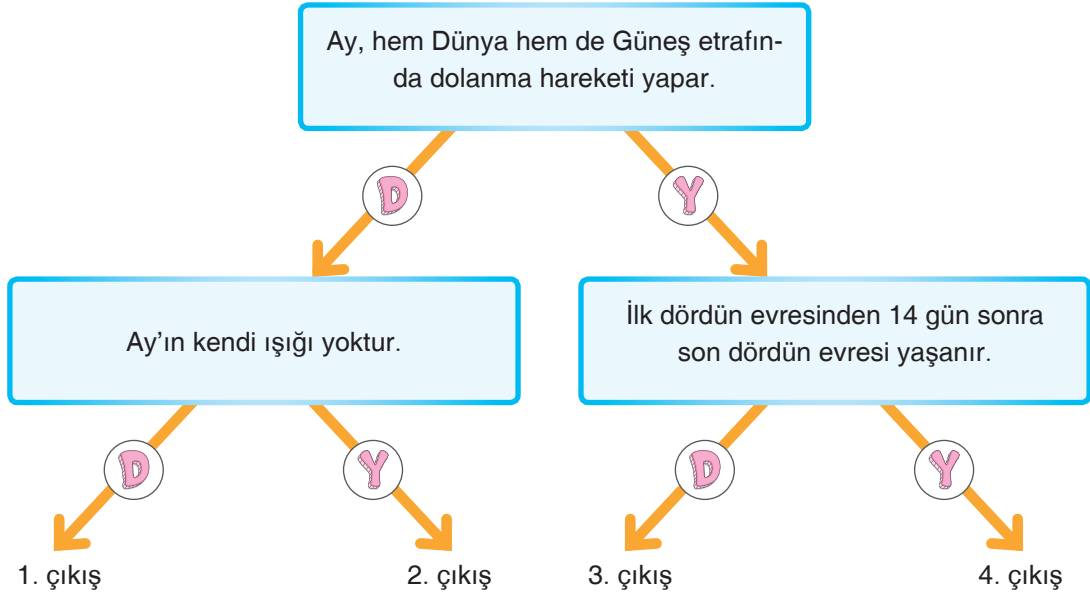 Ay, hem Dünya hem de Güneş etrafın-
da dolanma hareketi yapar.
D
Y
Ay'ın kendi ışığı yoktur.
İlk dördün evresinden 14 gün sonra
son dördün evresi yaşanır.
D
Y
D
Y
1. çıkış
2. çıkış
3. çıkış
4. çıkış